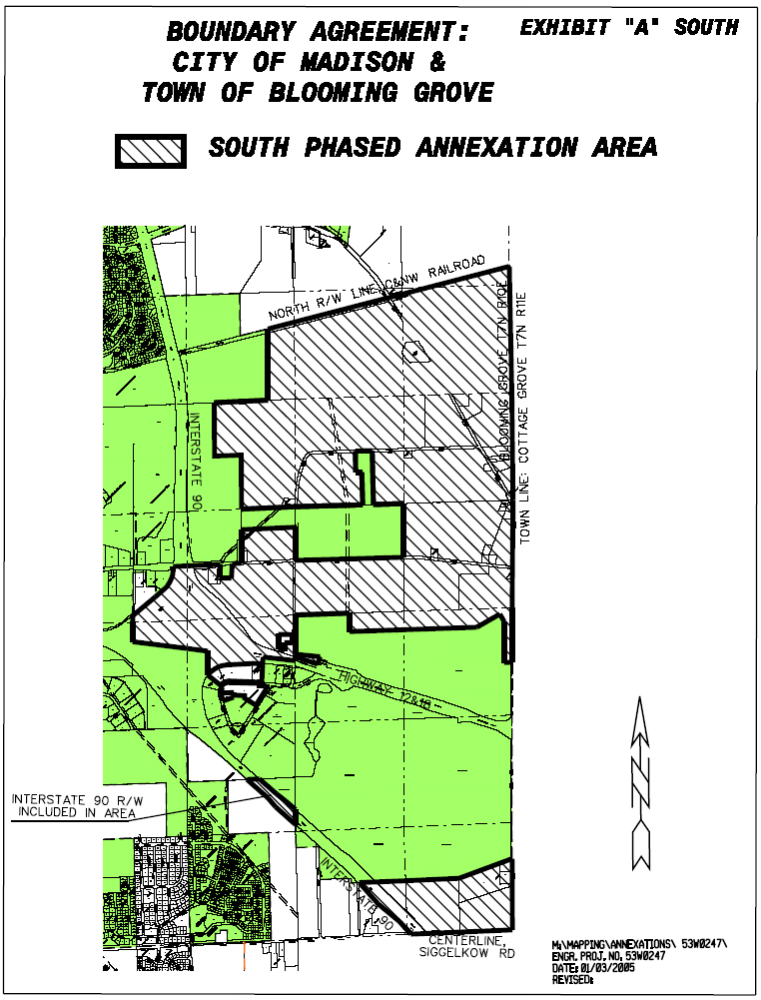 BOUNDARY AGREEMENT:
EXHIBIT "A" SOUTH
CITY OF MADISON &
TOWN OF BLOOMING GROVE
SOUTH PHASED ANNEXATION AREA
NORTH R/W LINE C&NW RAILROAD
BLOOMING GROVE T7N R10E
TOWN LINE: COTTAGE GROVE T7N R11E
INTERSTATE 90
HIGHWAY 12&18
INTERSTATE 90 R/W
INCLUDED IN AREA
INTERSTATE 90
CENTERLINE,
SIGGELKOW RD
M:\MAPPING\ANNEXATIONS\ 53W0247\
ENGR. PROJ. NO. 53W0247
DATE: 01/03/2005
REVISED: